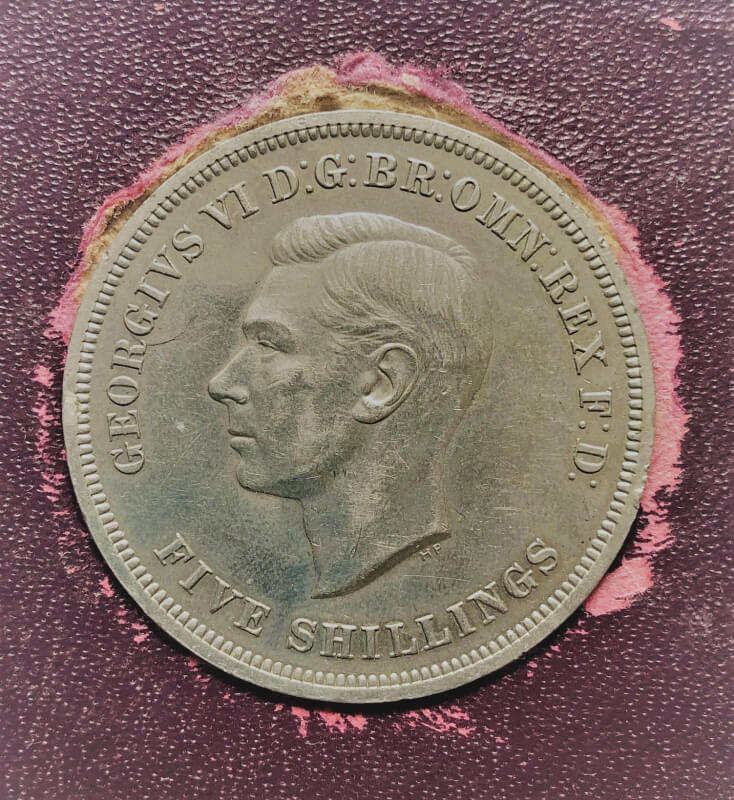 GEORGIVS VI D:G:BR:OMN:REX F:D:
HP
FIVE SHILLINGS